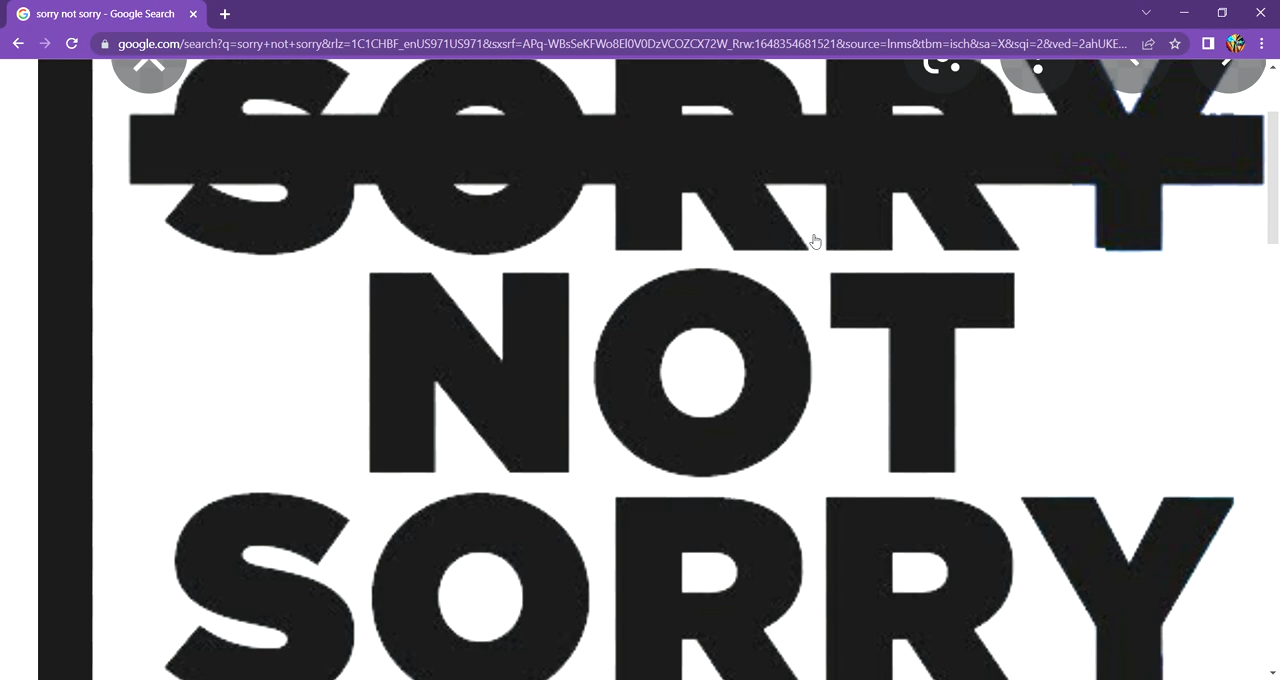 sorry not sorry - Google Search
google.com/search?q=sorry+not+sorry&rlz=1C1CHBF_enUS971US971&sxsrf=APq-WBsSeKFWo8El0V0DzVCOZCX72W_Rrw:1648354681521&source=lnms&tbm=isch&sa=X&sqi=2&ved=2ahUKE...
SORRY
NOT
SORRY